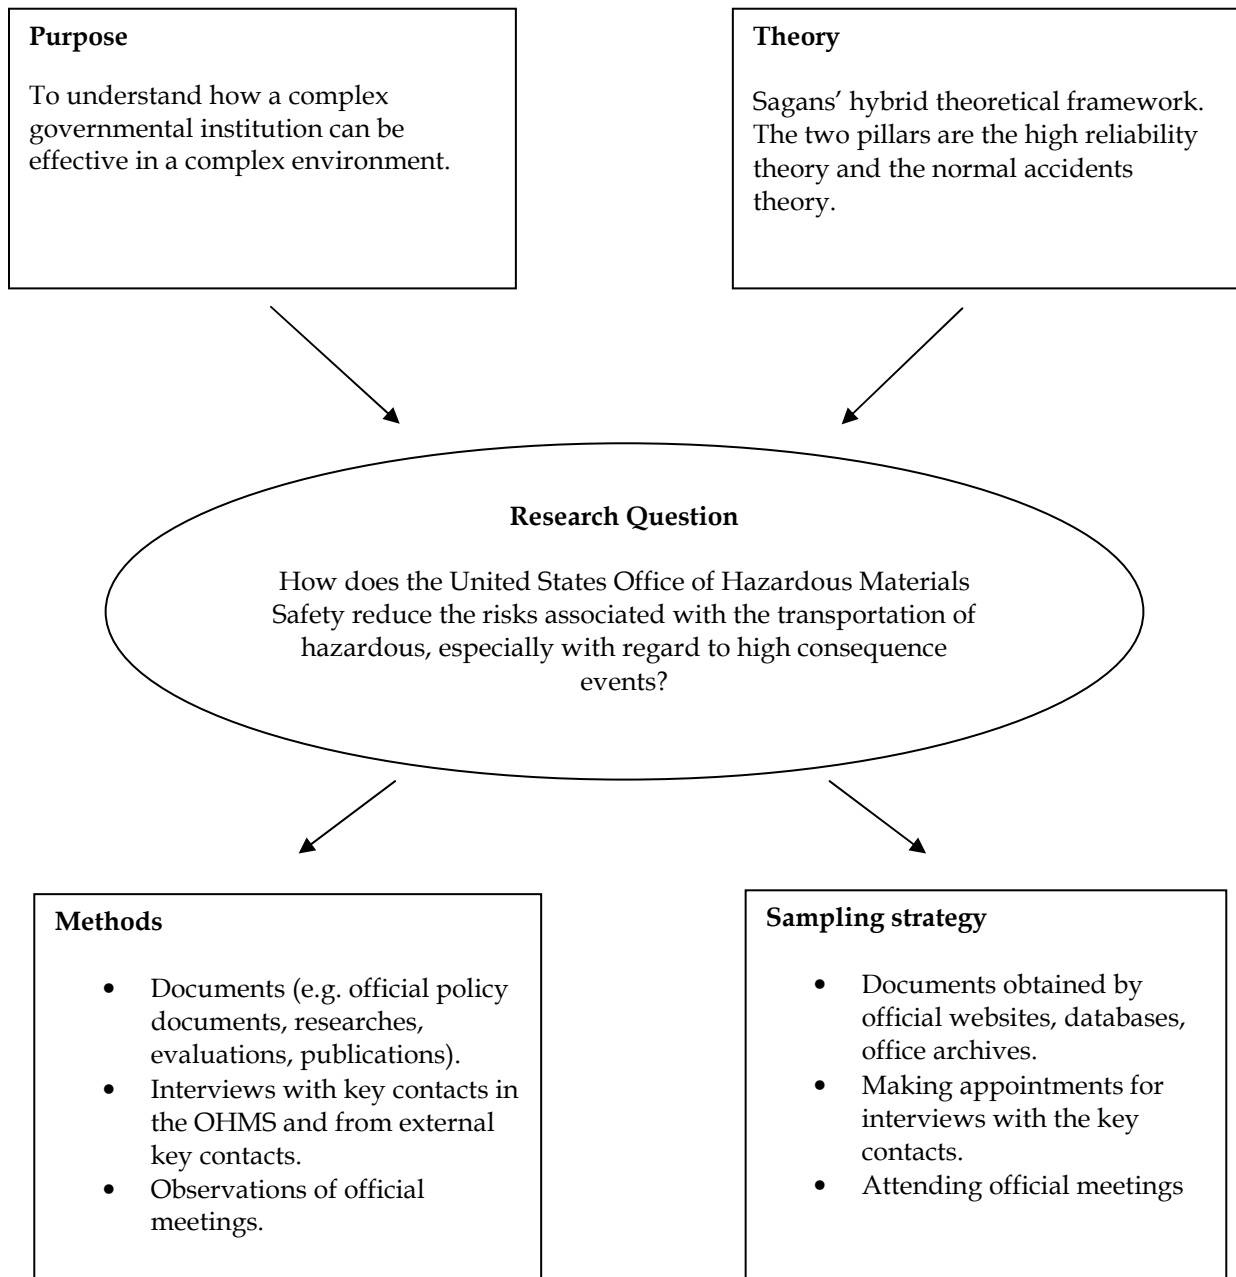 Purpose
To understand how a complex
governmental institution can be
effective in a complex environment.
Theory
Sagans’ hybrid theoretical framework.
The two pillars are the high reliability
theory and the normal accidents
theory.
Research Question
How does the United States Office of Hazardous Materials
Safety reduce the risks associated with the transportation of
hazardous, especially with regard to high consequence
events?
Methods
• Documents (e.g. official policy
documents, researches,
evaluations, publications).
• Interviews with key contacts in
the OHMS and from external
key contacts.
• Observations of official
meetings.
Sampling strategy
• Documents obtained by
official websites, databases,
office archives.
• Making appointments for
interviews with the key
contacts.
• Attending official meetings